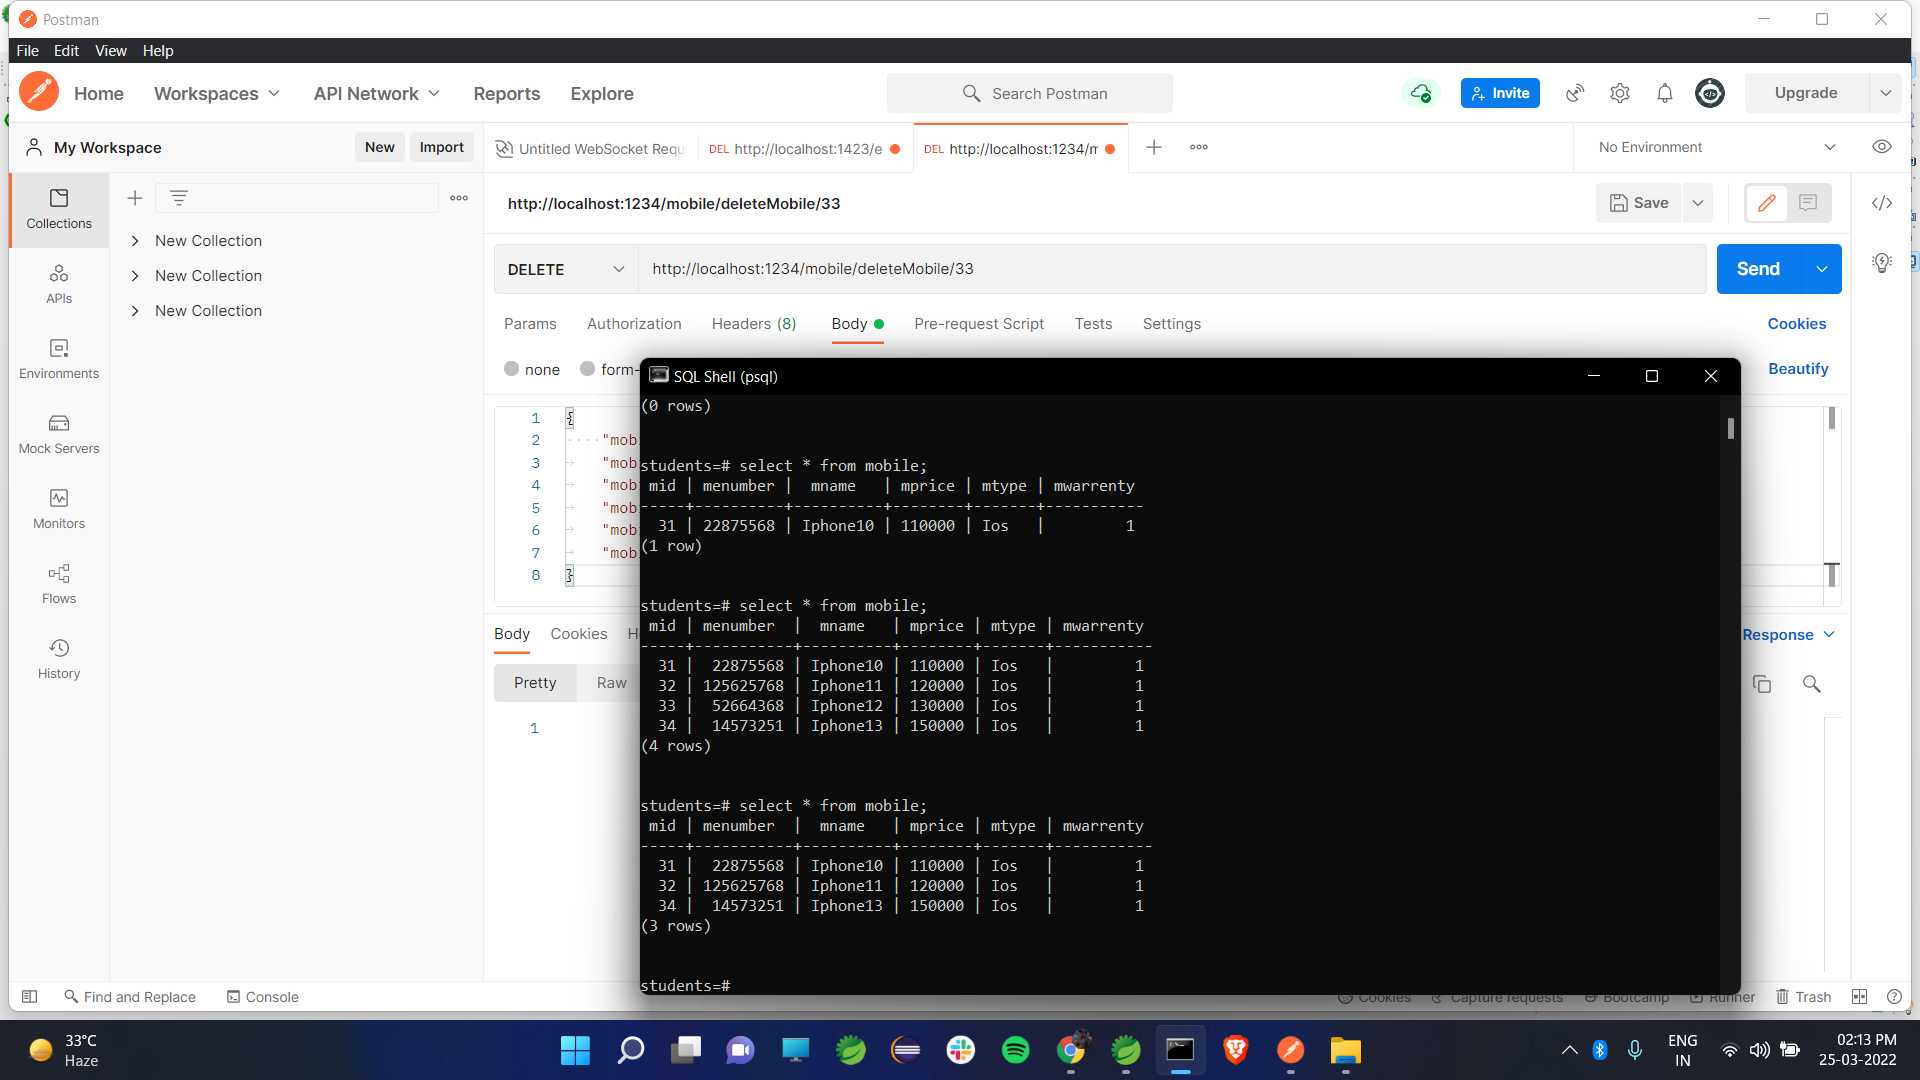 Postman
File Edit View Help
Home Workspaces API Network Reports Explore
Search Postman
Invite
Upgrade
My Workspace
New Import
Untitled WebSocket Requ
DEL http://localhost:1423/e
DEL http://localhost:1234/m
No Environment
Collections
APIs
Environments
Mock Servers
Monitors
Flows
History
New Collection
New Collection
New Collection
http://localhost:1234/mobile/deleteMobile/33
Save
DELETE
http://localhost:1234/mobile/deleteMobile/33
Send
Params Authorization Headers (8) Body Pre-request Script Tests Settings
Cookies
none form-
Beautify
1 {
2 "mob
3 "mob
4 "mob
5 "mob
6 "mob
7 "mob
8 }
Body Cookies H
Response
Pretty Raw
1
SQL Shell (psql)
(0 rows)
students=# select * from mobile;
mid | menumber | mname | mprice | mtype | mwarrenty
-----+----------+----------+--------+-------+-----------
31 | 22875568 | Iphone10 | 110000 | Ios | 1
(1 row)
students=# select * from mobile;
mid | menumber | mname | mprice | mtype | mwarrenty
-----+-----------+----------+--------+-------+-----------
31 | 22875568 | Iphone10 | 110000 | Ios | 1
32 | 125625768 | Iphone11 | 120000 | Ios | 1
33 | 52664368 | Iphone12 | 130000 | Ios | 1
34 | 14573251 | Iphone13 | 150000 | Ios | 1
(4 rows)
students=# select * from mobile;
mid | menumber | mname | mprice | mtype | mwarrenty
-----+-----------+----------+--------+-------+-----------
31 | 22875568 | Iphone10 | 110000 | Ios | 1
32 | 125625768 | Iphone11 | 120000 | Ios | 1
34 | 14573251 | Iphone13 | 150000 | Ios | 1
(3 rows)
students=#
Find and Replace Console
Cookies Capture requests Bootcamp Runner Trash
33°C
Haze
ENG
IN
02:13 PM
25-03-2022